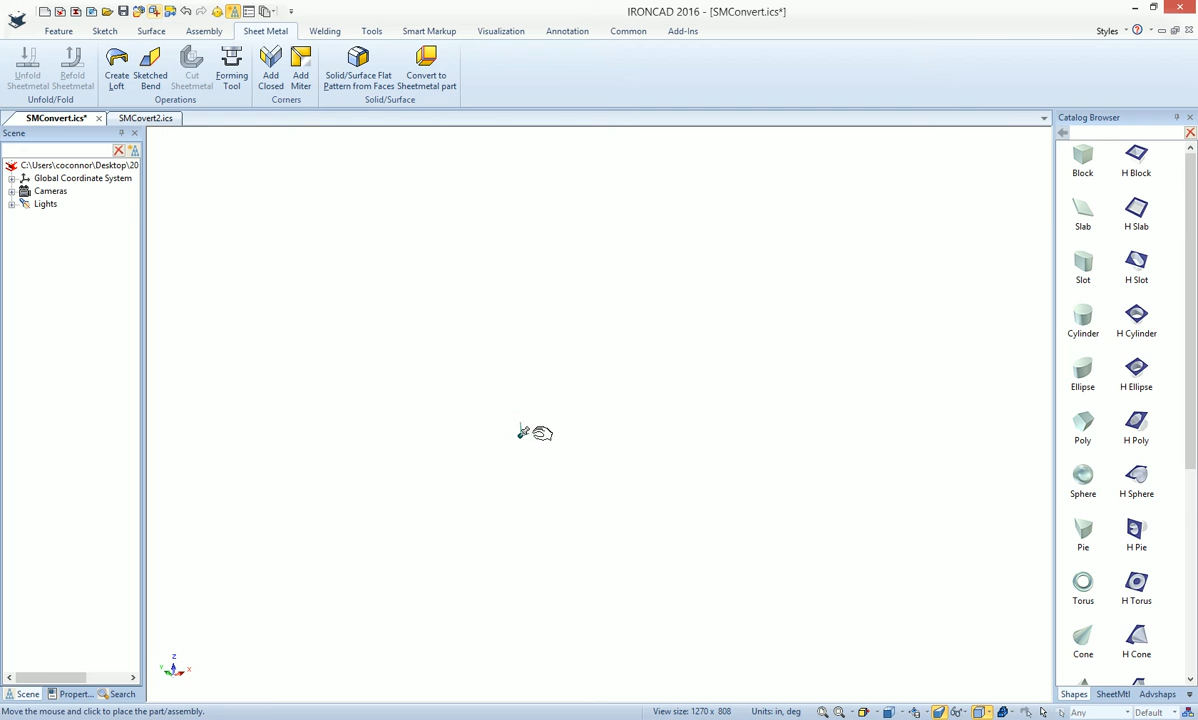 IRONCAD 2016 - [SMConvert.ics*]
Feature Sketch Surface Assembly Sheet Metal Welding Tools Smart Markup Visualization Annotation Common Add-Ins Styles
Unfold Sheetmetal
Refold Sheetmetal
Create Loft
Sketched Bend
Cut Sheetmetal
Forming Tool
Add Closed
Add Miter
Solid/Surface Flat Pattern from Faces
Convert to Sheetmetal part
Unfold/Fold Operations Corners Solid/Surface
SMConvert.ics* SMCovert2.ics
Scene
Catalog Browser
C:\Users\coconnor\Desktop\20
Global Coordinate System
Cameras
Lights
Block H Block
Slab H Slab
Slot H Slot
Cylinder H Cylinder
Ellipse H Ellipse
Poly H Poly
Sphere H Sphere
Pie H Pie
Torus H Torus
Cone H Cone
Z
Y X
Scene Propert... Search
Shapes SheetMtl Advshaps
Move the mouse and click to place the part/assembly. View size: 1270 x 808 Units: in, deg Any Default